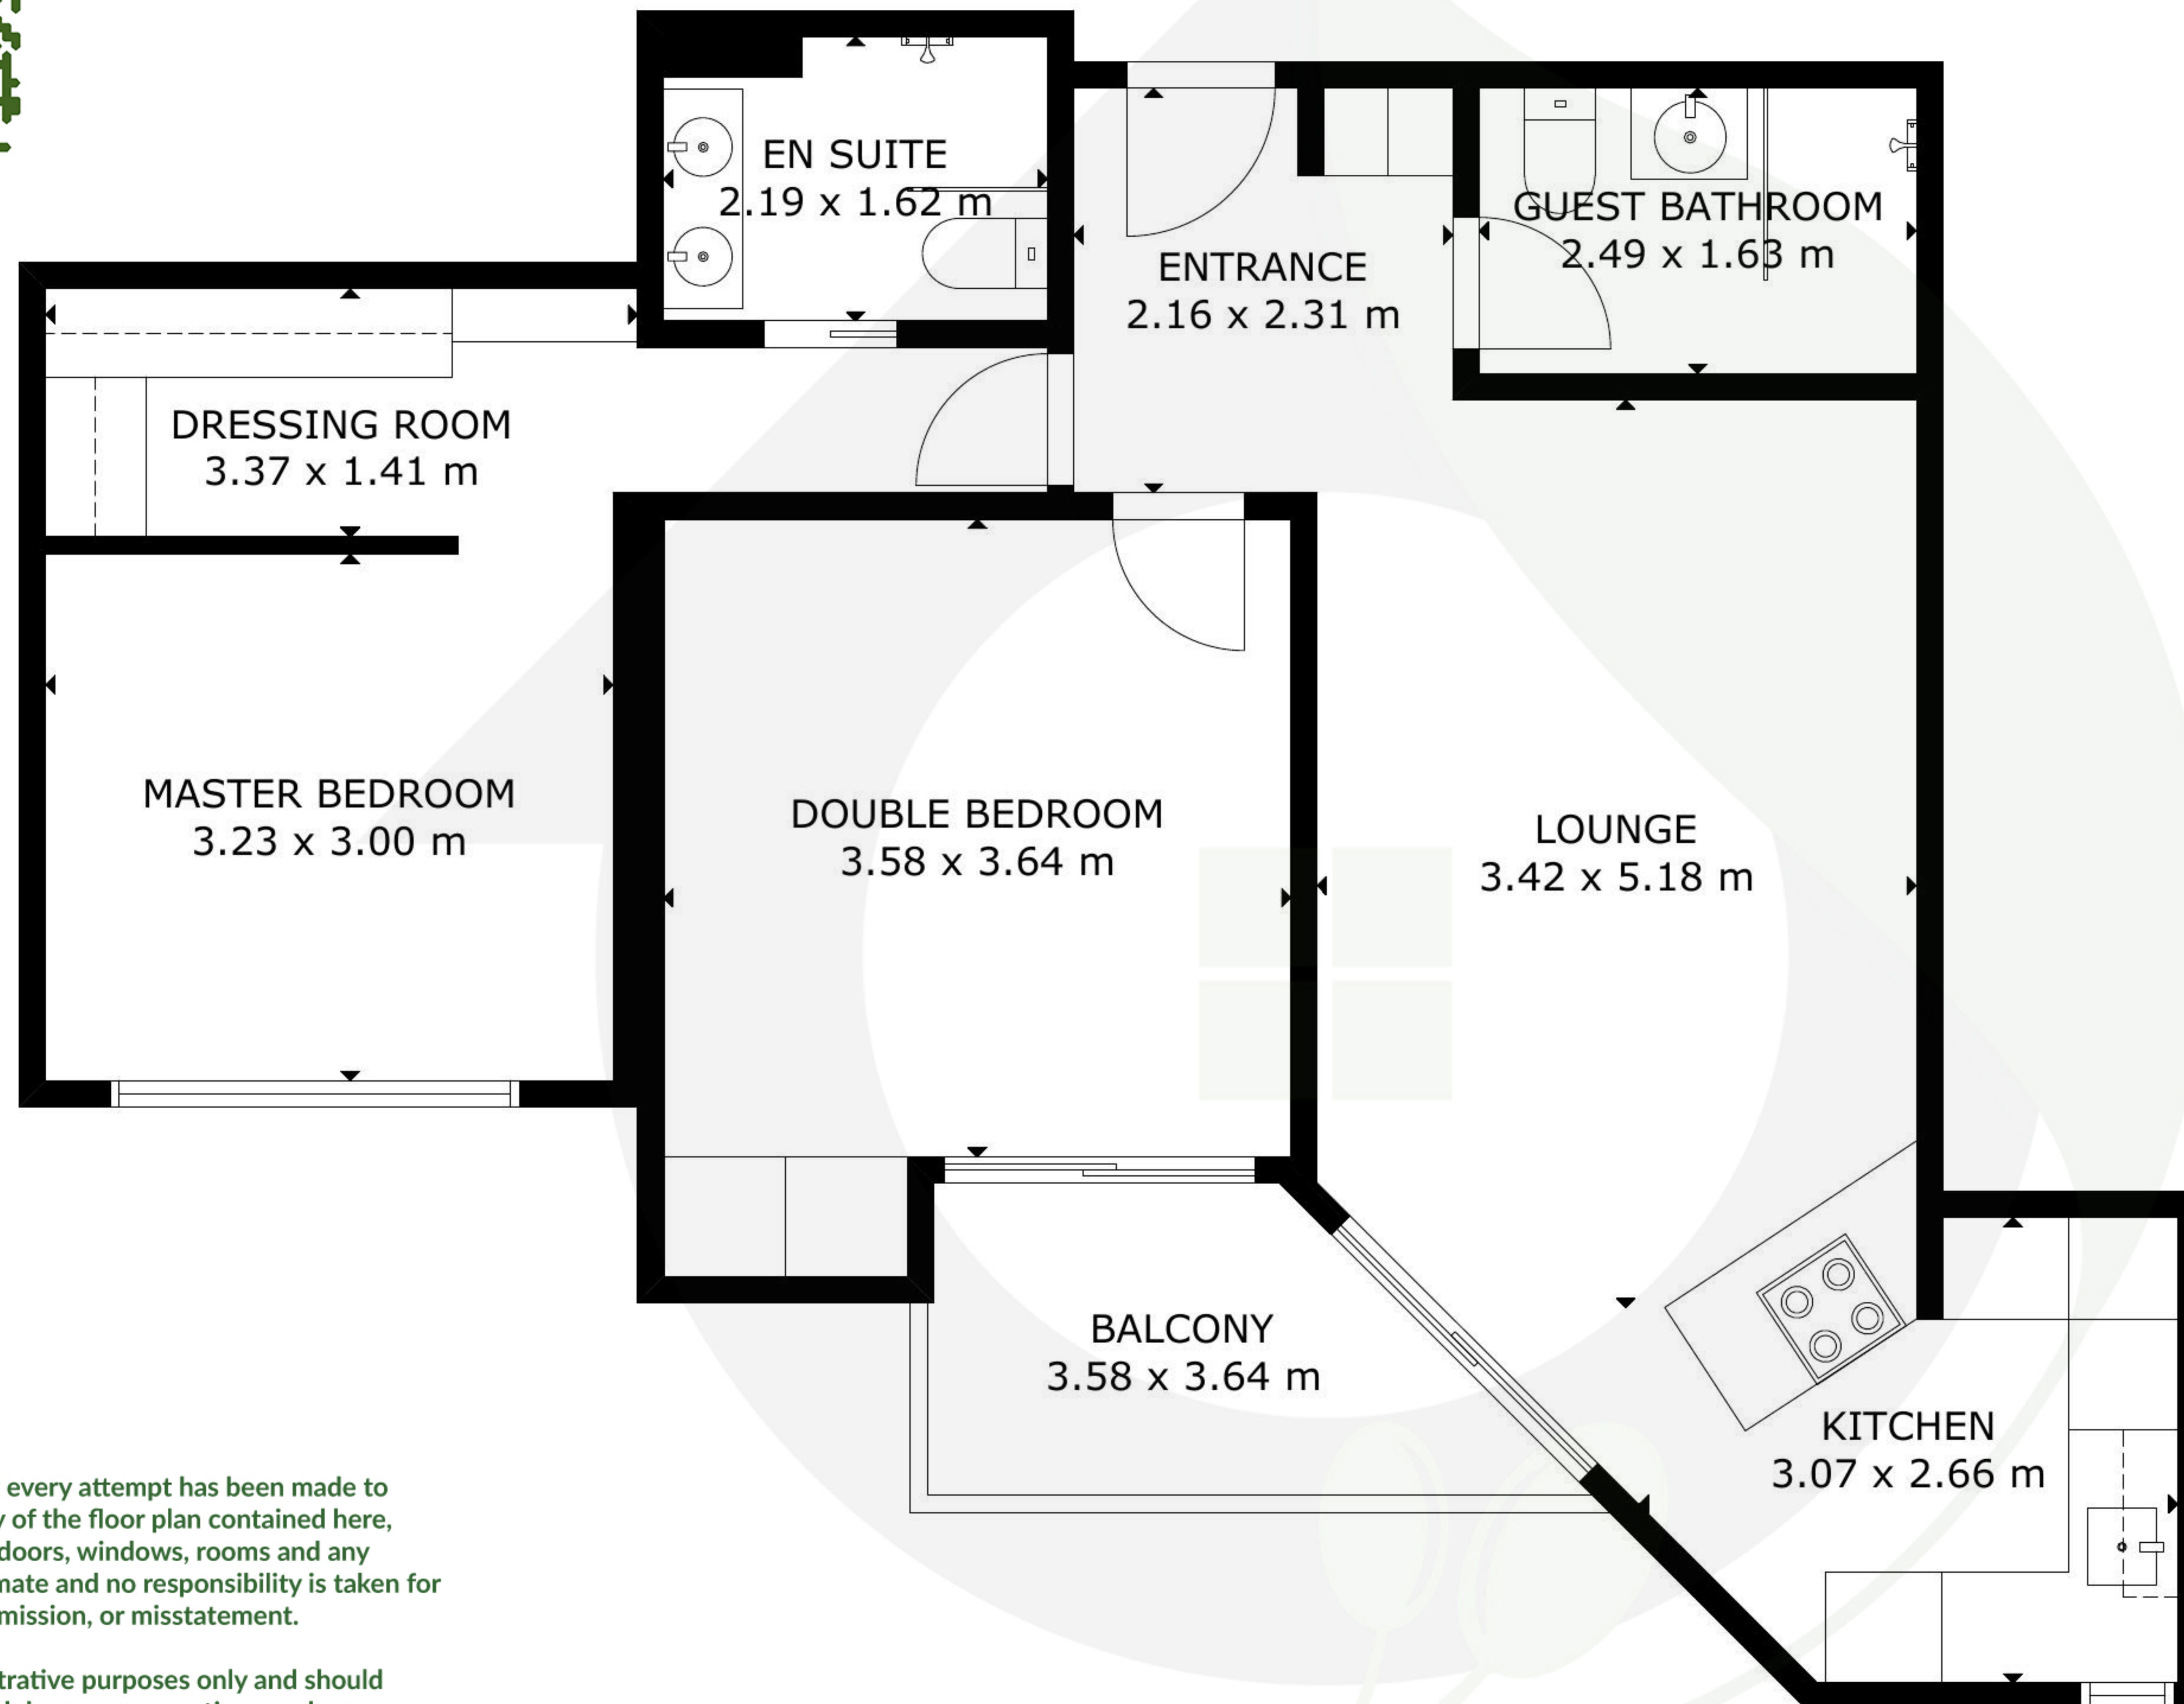 EN SUITE
2.19 x 1.62 m
GUEST BATHROOM
2.49 x 1.63 m
ENTRANCE
2.16 x 2.31 m
DRESSING ROOM
3.37 x 1.41 m
MASTER BEDROOM
3.23 x 3.00 m
DOUBLE BEDROOM
3.58 x 3.64 m
LOUNGE
3.42 x 5.18 m
BALCONY
3.58 x 3.64 m
KITCHEN
3.07 x 2.66 m
every attempt has been made to
of the floor plan contained here,
doors, windows, rooms and any
and no responsibility is taken for
or misstatement.
purposes only and should